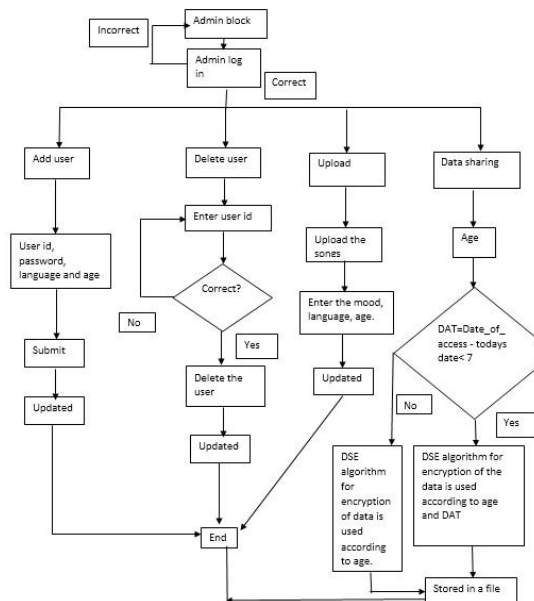 Admin block
Incorrect
Admin log
in
Correct
Add user
Delete user
Upload
Data sharing
User id,
password,
language and age
Enter user id
Upload the
songs
Age
Correct?
Enter the mood,
language, age.
DAT=Date_of_
access - todays
date< 7
No
Yes
Submit
Delete the
user
Updated
Updated
Updated
No
Yes
DSE
algorithm
for
encryption
of data is
used
according
to age.
DSE algorithm for
encryption of the
data is used
according to age
and DAT
End
Stored in a file